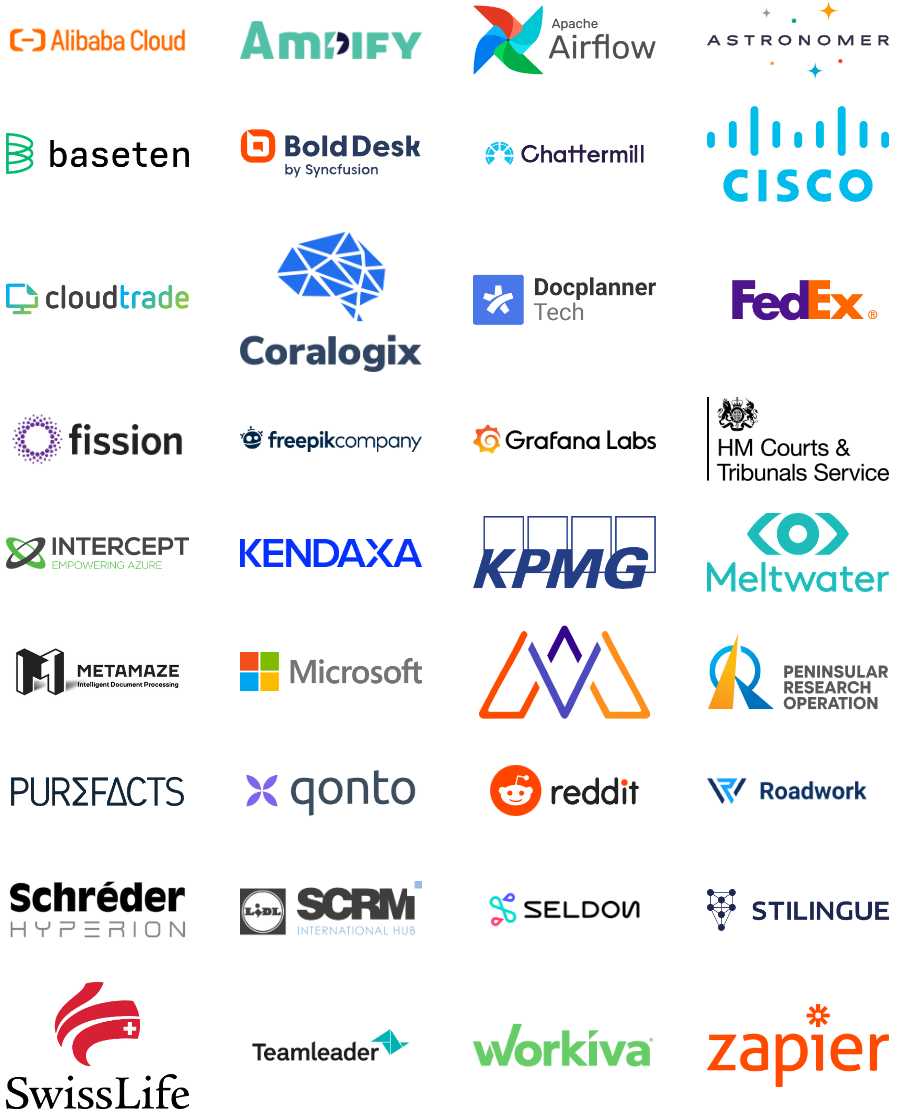 Alibaba Cloud
AMPIFY
Apache
Airflow
ASTRONOMER
baseten
BoldDesk
by Syncfusion
Chattermill
CISCO
cloudtrade
Coralogix
Docplanner
Tech
FedEx®
fission
freepikcompany
Grafana Labs
HM Courts &
Tribunals Service
INTERCEPT
EMPOWERING AZURE
KENDAXA
KPMG
Meltwater
METAMAZE
Intelligent Document Processing
Microsoft
PENINSULAR
RESEARCH
OPERATION
PURΣFΔCTS
qonto
reddit
Roadwork
Schréder
HYPERION
LiDL
SCRM
INTERNATIONAL HUB
SELDON
STILINGUE
SwissLife
Teamleader
workiva
zapier